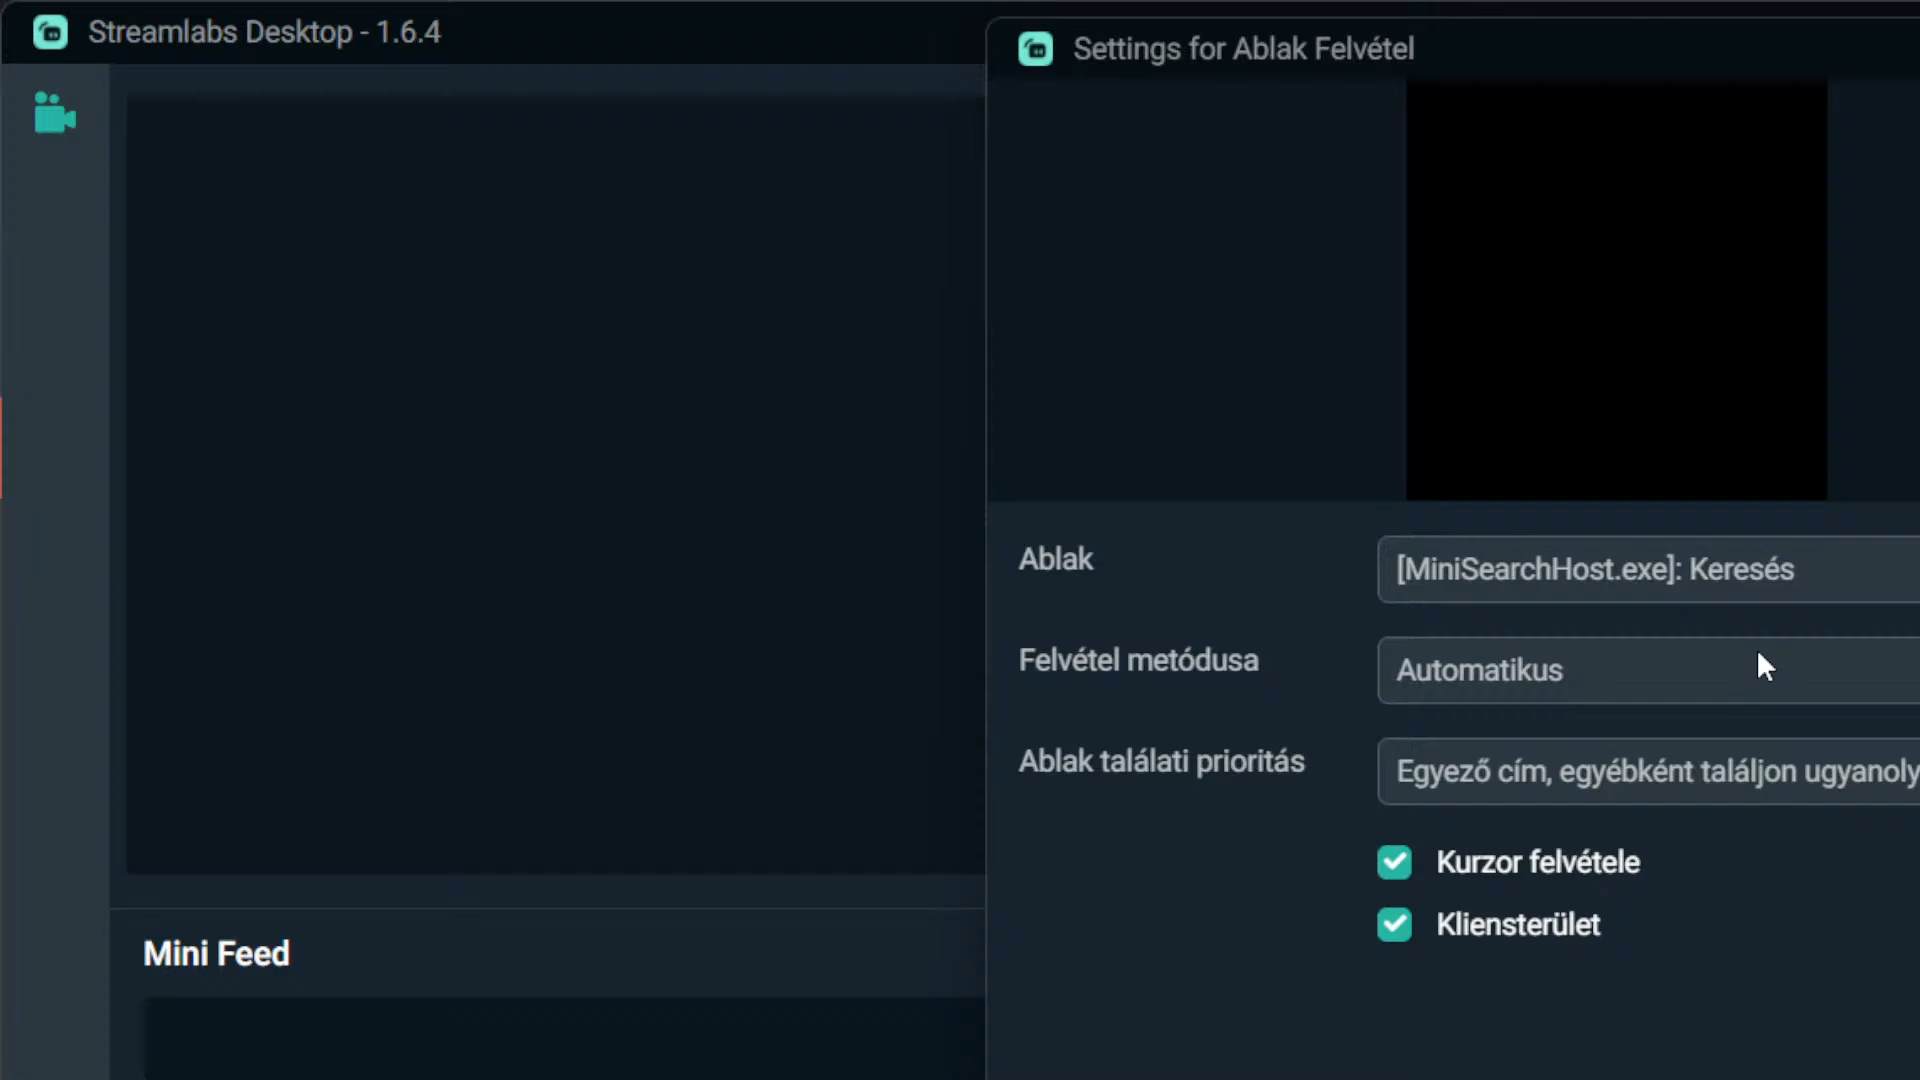 Streamlabs Desktop - 1.6.4
Settings for Ablak Felvétel
Ablak
[MiniSearchHost.exe]: Keresés
Felvétel metódusa
Automatikus
Ablak találati prioritás
Egyező cím, egyébként találjon ugyanoly
Kurzor felvétele
Kliensterület
Mini Feed